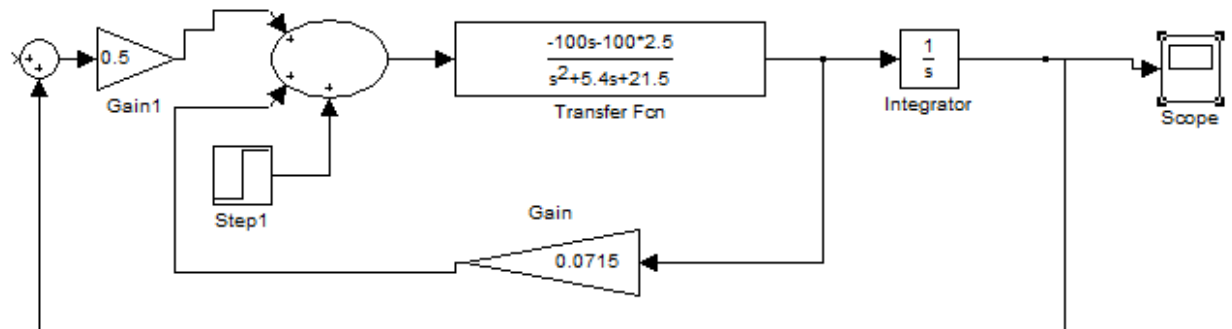 0.5
Gain1
+
+
+
+
+
Step1
-100s-100*2.5
s²+5.4s+21.5
Transfer Fcn
1
s
Integrator
Scope
Gain
0.0715